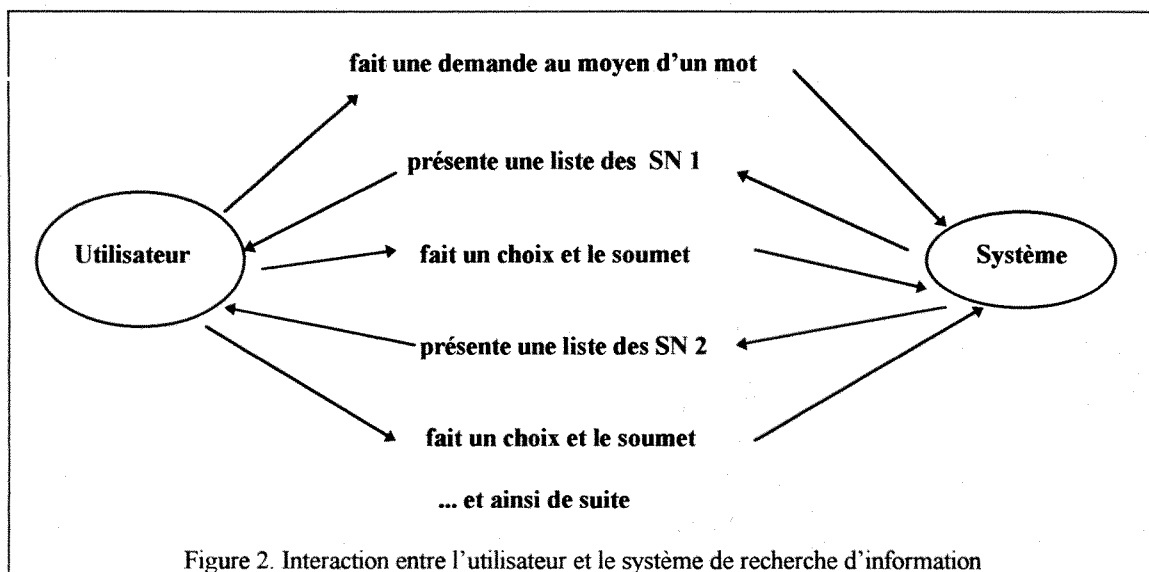 fait une demande au moyen d'un mot
présente une liste des SN 1
Utilisateur
fait un choix et le soumet
Système
présente une liste des SN 2
fait un choix et le soumet
... et ainsi de suite
Figure 2. Interaction entre l'utilisateur et le système de recherche d'information